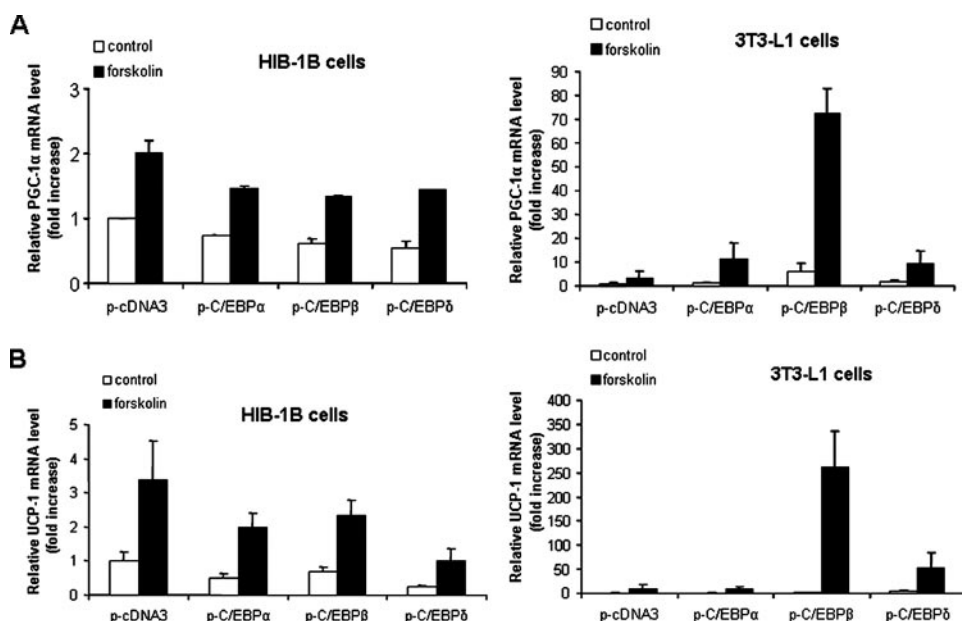 A
control
forskolin
HIB-1B cells
Relative PGC-1α mRNA level
(fold increase)
3
2
1
0
p-cDNA3 p-C/EBPα p-C/EBPβ p-C/EBPδ
control
forskolin
3T3-L1 cells
Relative PGC-1α mRNA level
(fold increase)
90
80
70
60
50
40
30
20
10
0
p-cDNA3 p-C/EBPα p-C/EBPβ p-C/EBPδ
B
control
forskolin
HIB-1B cells
Relative UCP-1 mRNA level
(fold increase)
5
4
3
2
1
0
p-cDNA3 p-C/EBPα p-C/EBPβ p-C/EBPδ
control
forskolin
3T3-L1 cells
Relative UCP-1 mRNA level
(fold increase)
400
350
300
250
200
150
100
50
0
p-cDNA3 p-C/EBPα p-C/EBPβ p-C/EBPδ